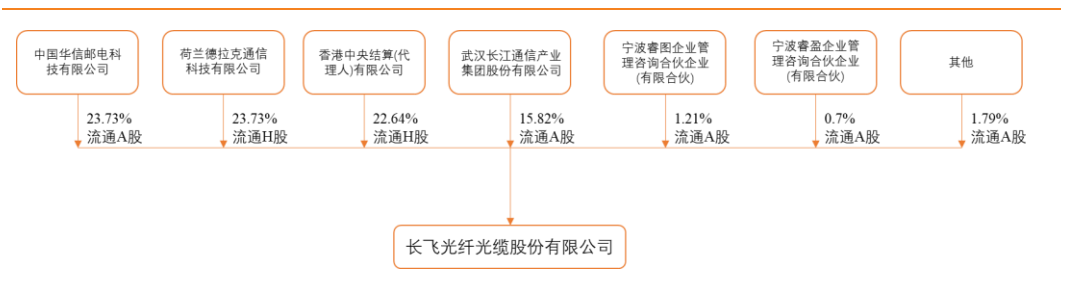 中国华信邮电科
技有限公司
荷兰德拉克通信
科技有限公司
香港中央结算(代
理人)有限公司
武汉长江通信产业
集团股份有限公司
宁波睿图企业管
理咨询合伙企业
(有限合伙)
宁波睿盈企业管
理咨询合伙企业
(有限合伙)
其他
23.73%
流通A股
23.73%
流通H股
22.64%
流通H股
15.82%
流通A股
1.21%
流通A股
0.7%
流通A股
1.79%
流通A股
长飞光纤光缆股份有限公司